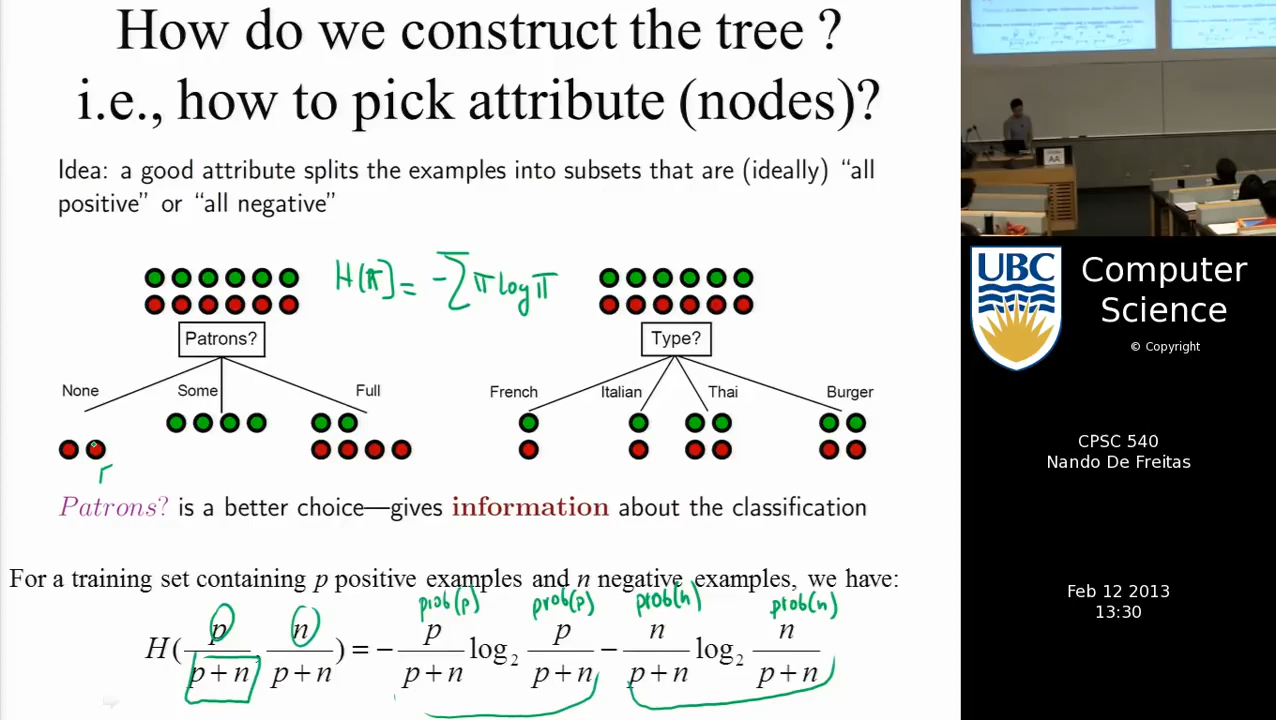 How do we construct the tree ?
i.e., how to pick attribute (nodes)?
Idea: a good attribute splits the examples into subsets that are (ideally) “all
positive” or “all negative”
H(π) = -∑ π log π
Patrons?
None Some Full
Type?
French Italian Thai Burger
Patrons? is a better choice—gives information about the classification
For a training set containing p positive examples and n negative examples, we have:
prob(p) prob(p) prob(n) prob(n)
H(p/(p+n), n/(p+n)) = − p/(p+n) log₂ p/(p+n) − n/(p+n) log₂ n/(p+n)
AA
UBC
Computer
Science
© Copyright
CPSC 540
Nando De Freitas
Feb 12 2013
13:30